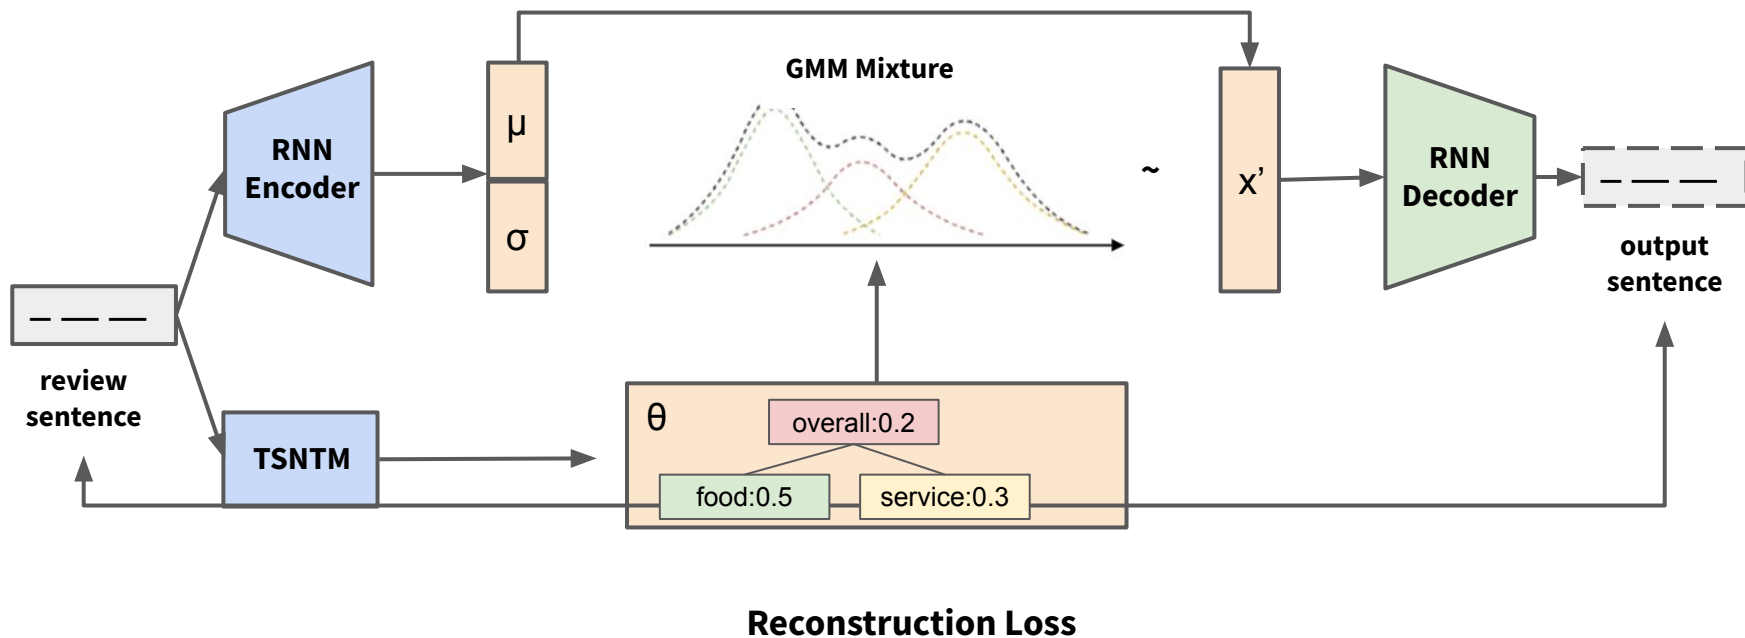 GMM Mixture
RNN
Encoder
μ
σ
~
x’
RNN
Decoder
output
sentence
review
sentence
TSNTM
θ
overall:0.2
food:0.5
service:0.3
Reconstruction Loss